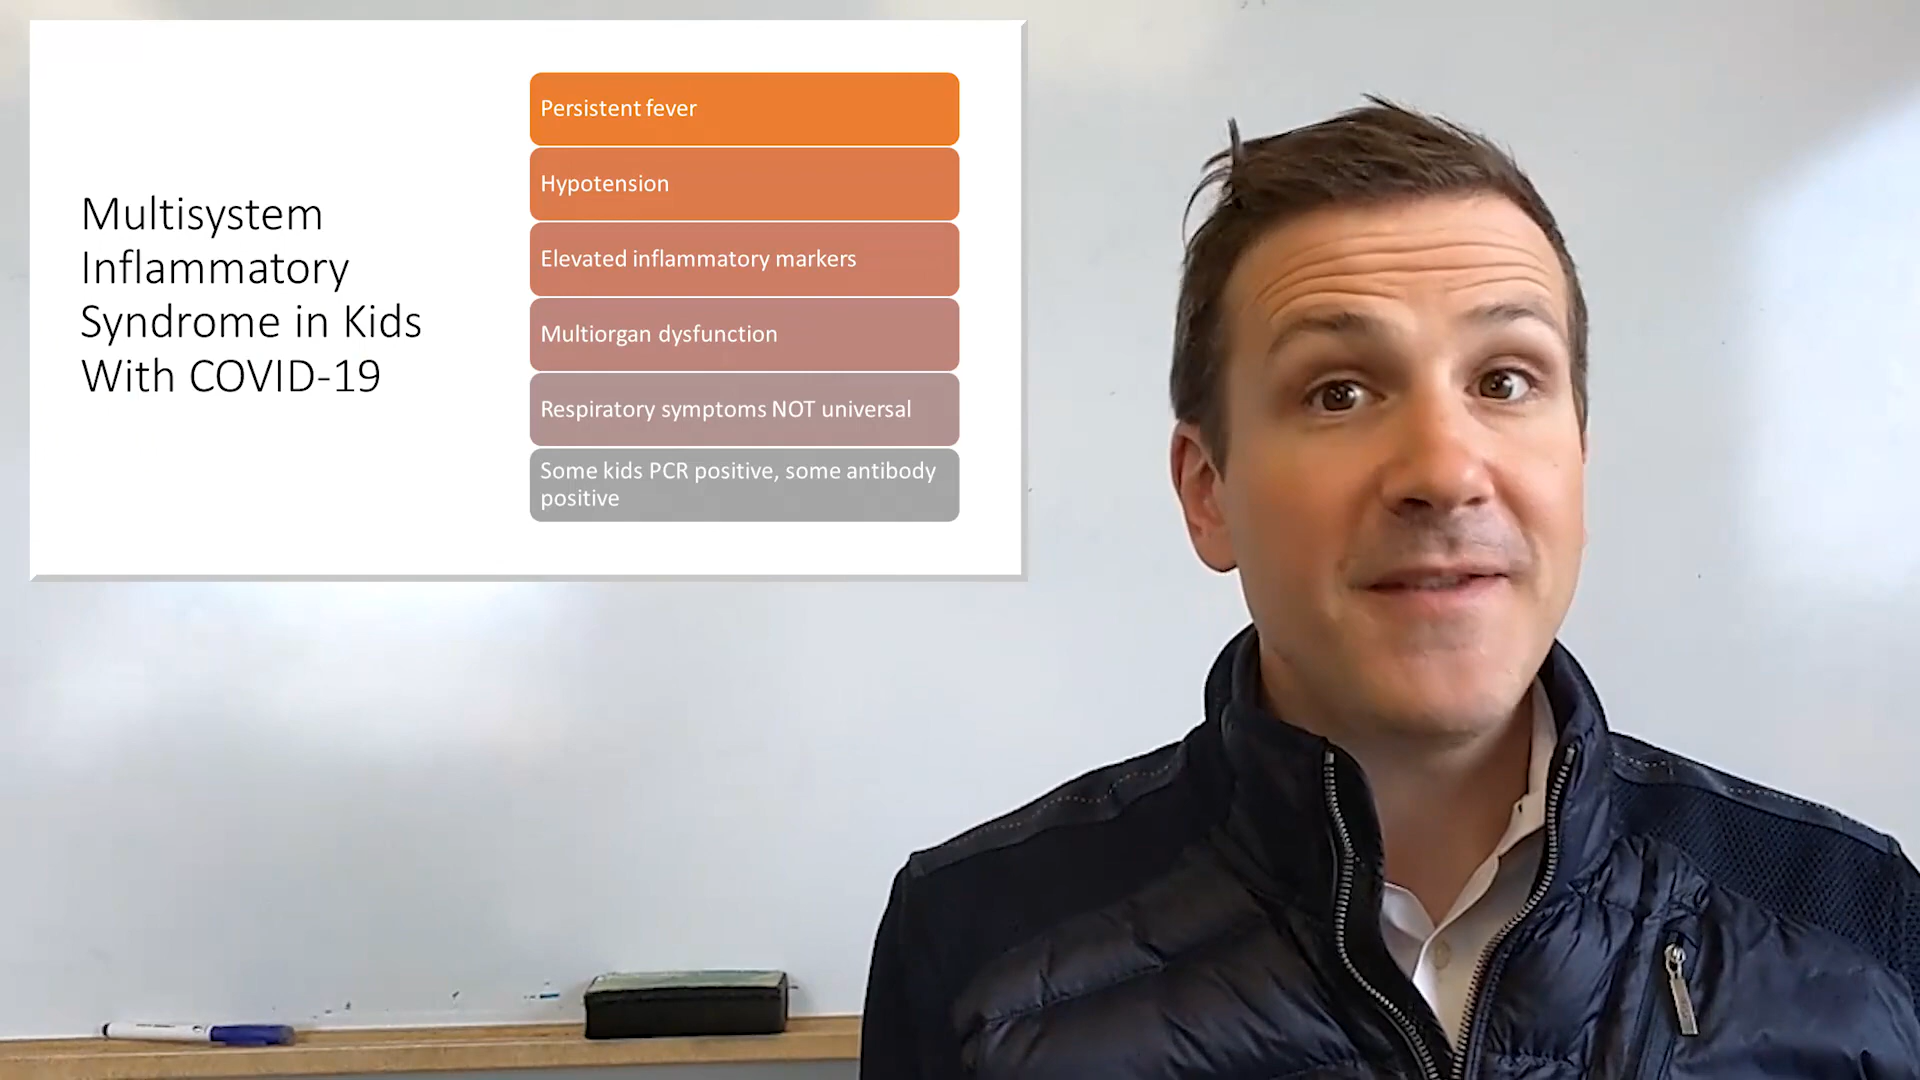 Multisystem
Inflammatory
Syndrome in Kids
With COVID-19
Persistent fever
Hypotension
Elevated inflammatory markers
Multiorgan dysfunction
Respiratory symptoms NOT universal
Some kids PCR positive, some antibody
positive